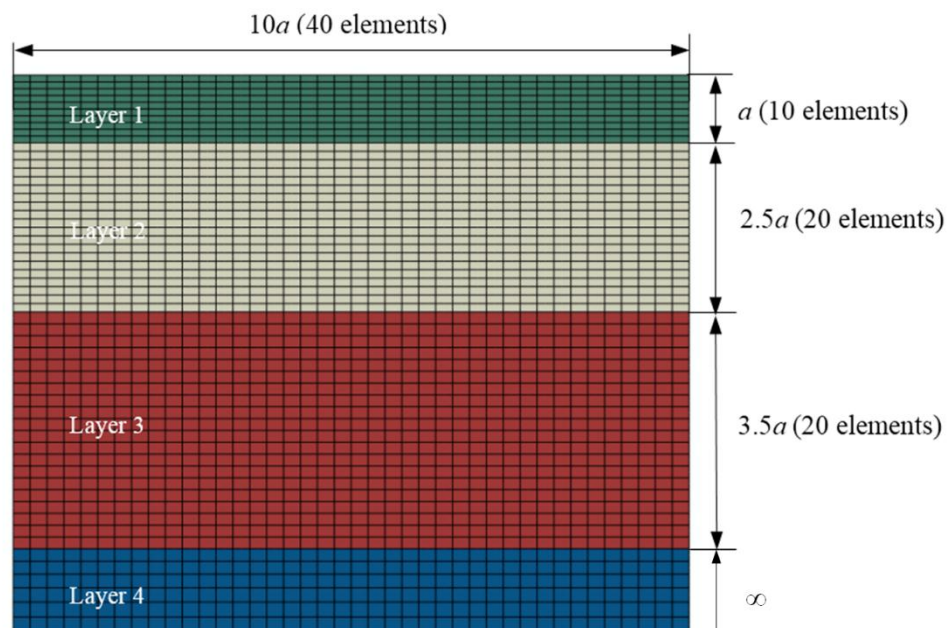 10a (40 elements)
Layer 1
a (10 elements)
Layer 2
2.5a (20 elements)
Layer 3
3.5a (20 elements)
Layer 4
∞